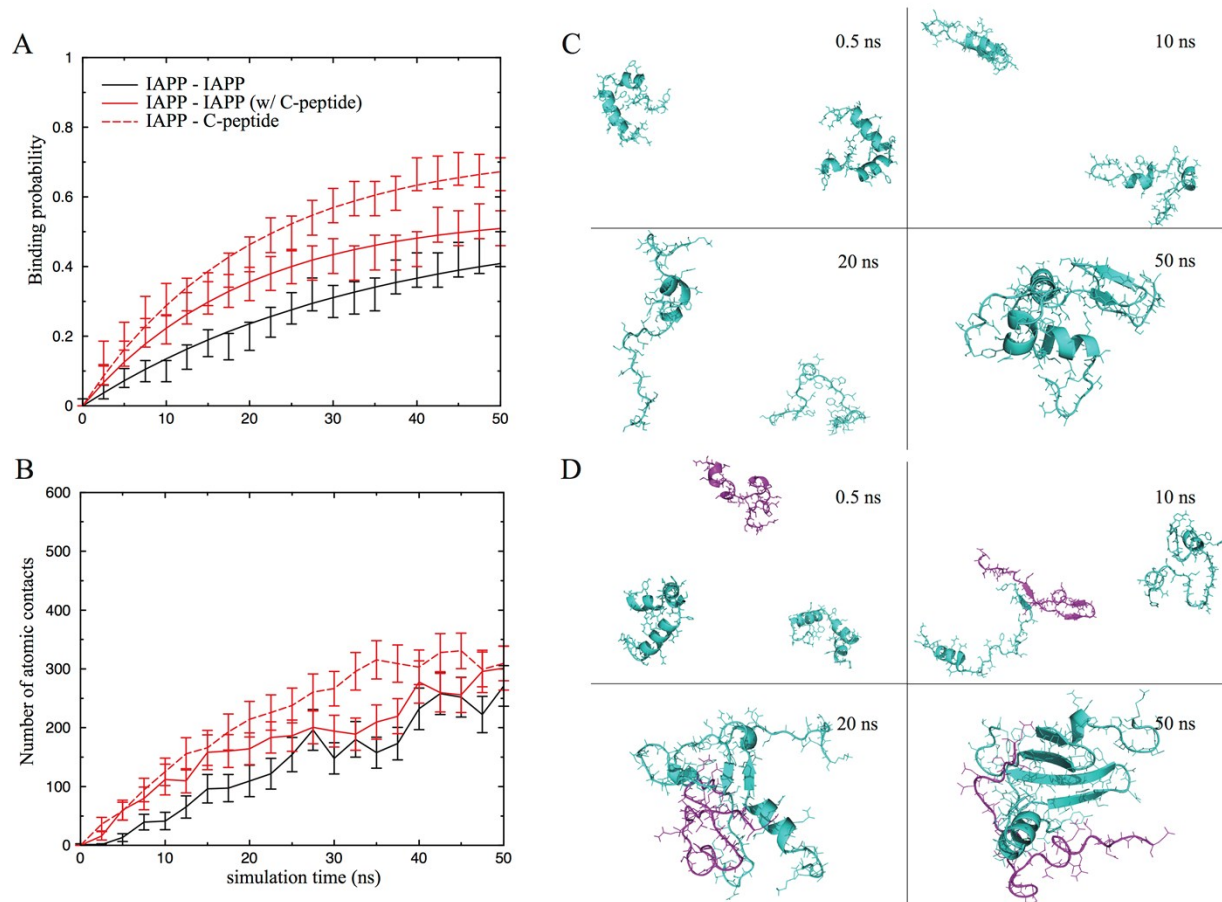 A
Binding probability
1
0.8
0.6
0.4
0.2
0
IAPP - IAPP
IAPP - IAPP (w/ C-peptide)
IAPP - C-peptide
0 10 20 30 40 50
B
Number of atomic contacts
600
500
400
300
200
100
0
0 10 20 30 40 50
simulation time (ns)
C
0.5 ns
10 ns
20 ns
50 ns
D
0.5 ns
10 ns
20 ns
50 ns